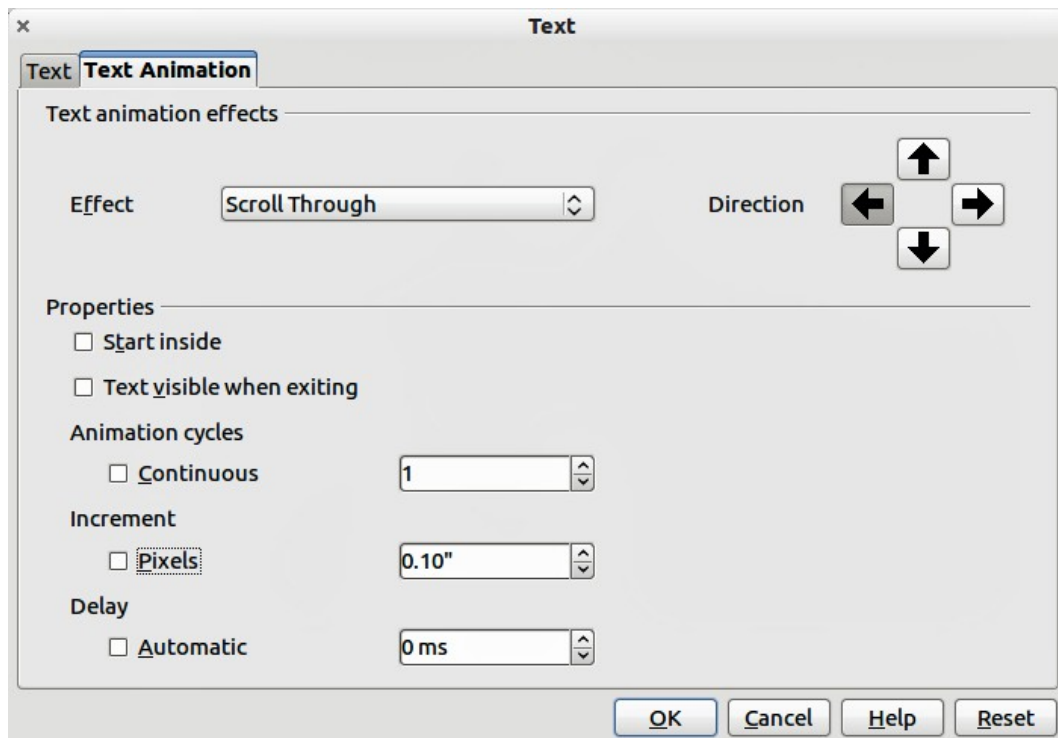 Text
Text Text Animation
Text animation effects
Effect Scroll Through Direction
Properties
Start inside
Text visible when exiting
Animation cycles
Continuous 1
Increment
Pixels 0.10"
Delay
Automatic 0 ms
OK Cancel Help Reset